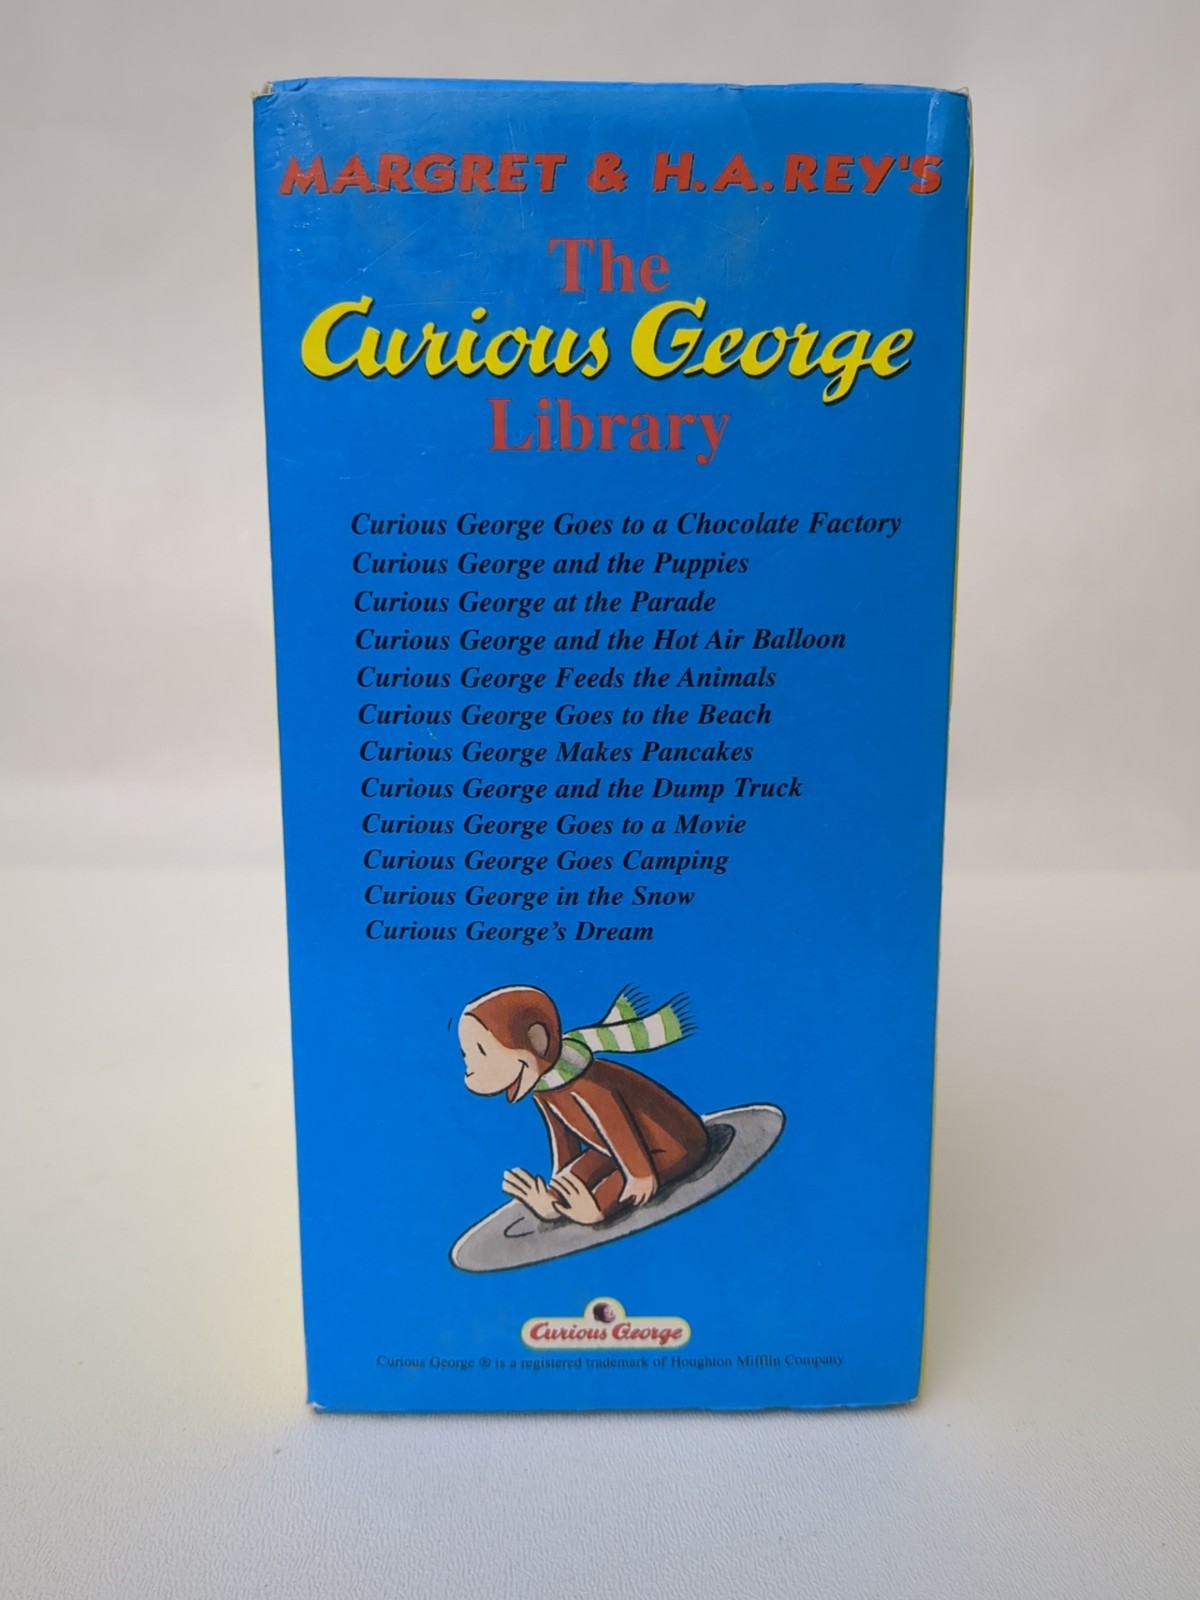 MARGRET & H.A. REY'S
The
Curious George
Library
Curious George Goes to a Chocolate Factory
Curious George and the Puppies
Curious George at the Parade
Curious George and the Hot Air Balloon
Curious George Feeds the Animals
Curious George Goes to the Beach
Curious George Makes Pancakes
Curious George and the Dump Truck
Curious George Goes to a Movie
Curious George Goes Camping
Curious George in the Snow
Curious George's Dream
Curious George
Curious George ® is a registered trademark of Houghton Mifflin Company